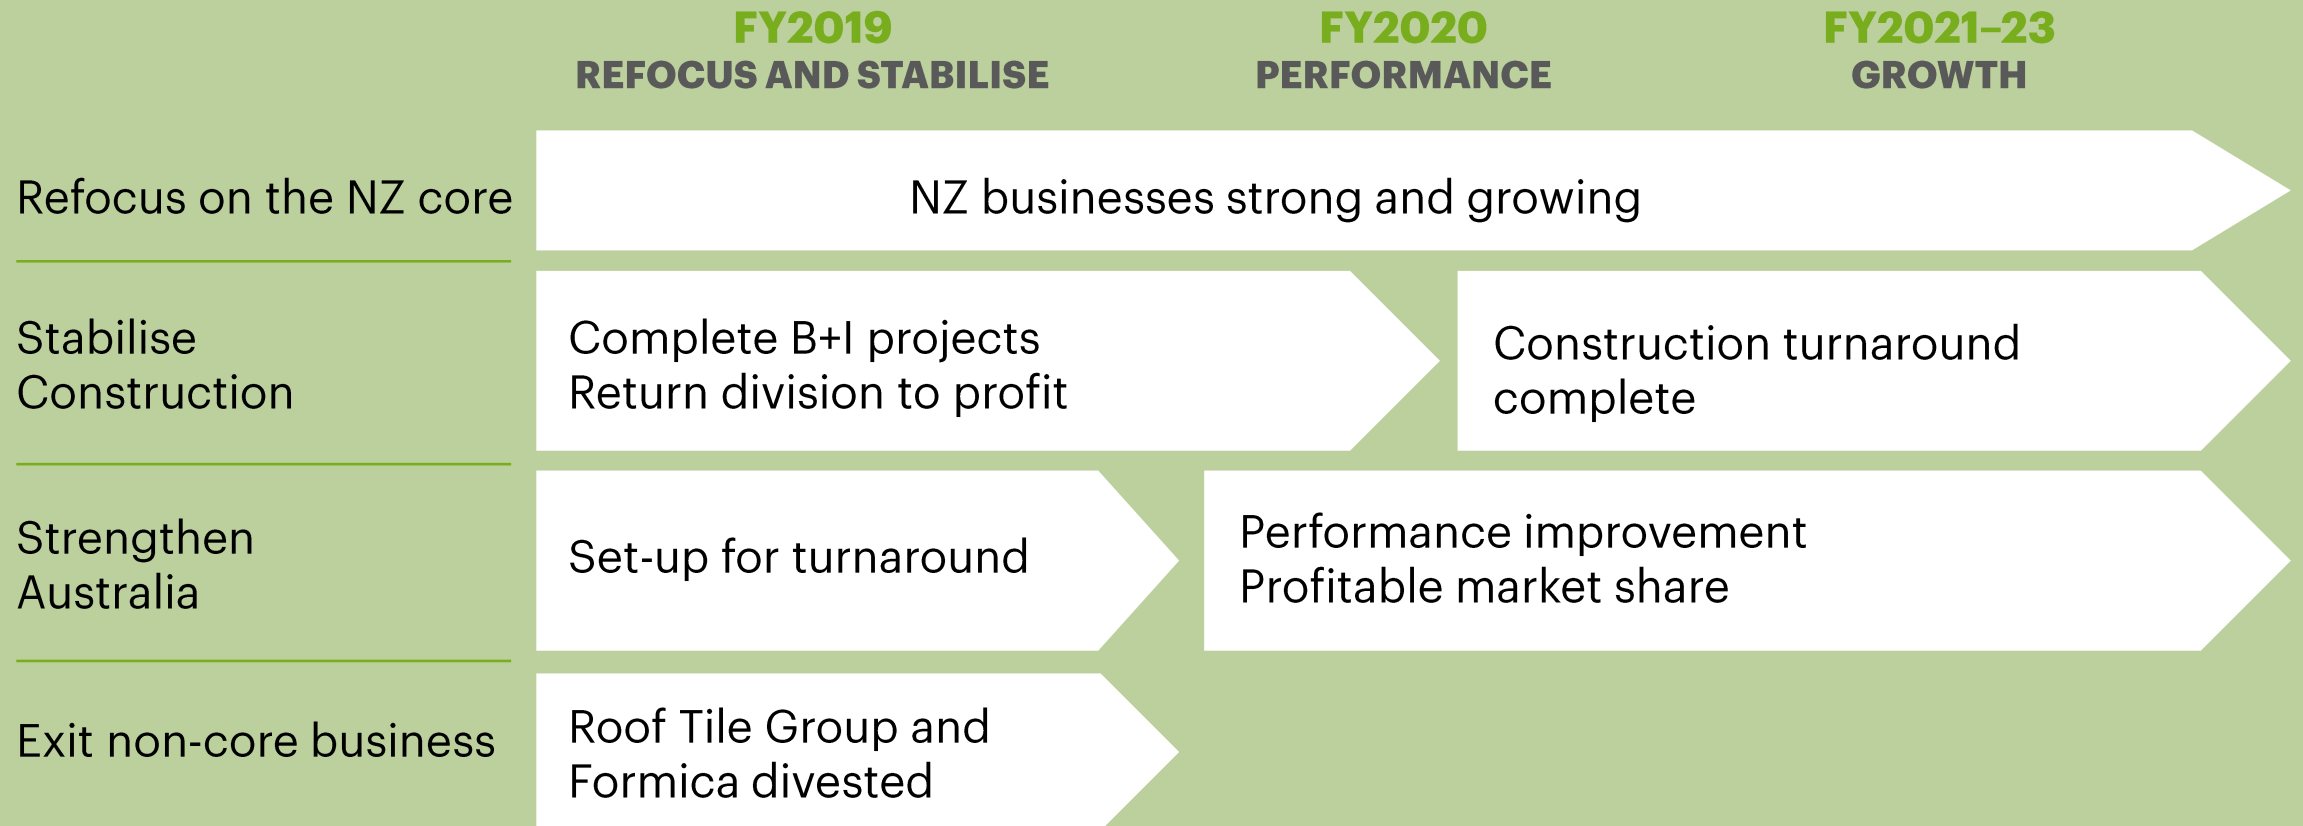 FY2019
REFOCUS AND STABILISE
FY2020
PERFORMANCE
FY2021–23
GROWTH
Refocus on the NZ core
NZ businesses strong and growing
Stabilise
Construction
Complete B+I projects
Return division to profit
Construction turnaround
complete
Strengthen
Australia
Set-up for turnaround
Performance improvement
Profitable market share
Exit non-core business
Roof Tile Group and
Formica divested